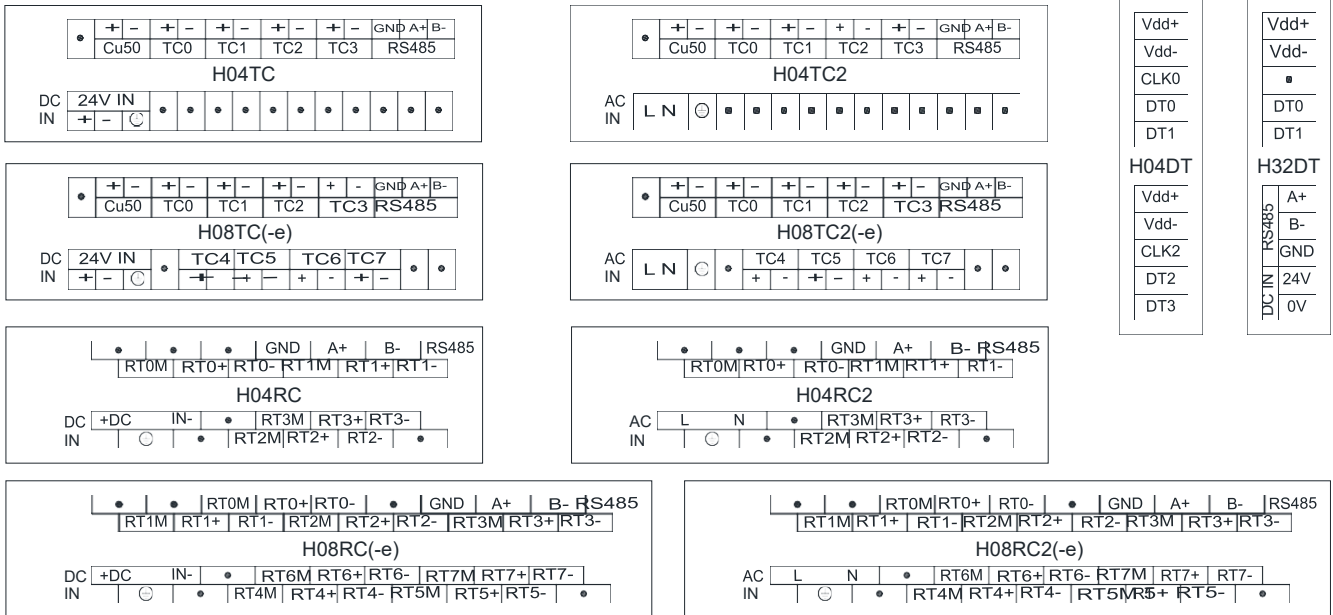 + - + - + - + - + - GND A+ B-
Cu50 TC0 TC1 TC2 TC3 RS485
H04TC
DC IN 24V IN
+ -
+ - + - + - + - + - GND A+ B-
Cu50 TC0 TC1 TC2 TC3 RS485
H04TC2
AC IN L N
Vdd+
Vdd-
CLK0
DT0
DT1
H04DT
Vdd+
Vdd-
CLK2
DT2
DT3
Vdd+
Vdd-
DT0
DT1
H32DT
RS485
A+
B-
GND
DC IN
24V
0V
+ - + - + - + - + - GND A+ B-
Cu50 TC0 TC1 TC2 TC3 RS485
H08TC(-e)
DC IN 24V IN TC4 TC5 TC6 TC7
+ - + - + - + - + -
+ - + - + - + - + - GND A+ B-
Cu50 TC0 TC1 TC2 TC3 RS485
H08TC2(-e)
AC IN L N TC4 TC5 TC6 TC7
+ - + - + - + -
GND A+ B- RS485
RT0M RT0+ RT0- RT1M RT1+ RT1-
H04RC
DC +DC IN- RT3M RT3+ RT3-
IN RT2M RT2+ RT2-
GND A+ B- RS485
RT0M RT0+ RT0- RT1M RT1+ RT1-
H04RC2
AC L N RT3M RT3+ RT3-
IN RT2M RT2+ RT2-
RT0M RT0+ RT0- GND A+ B- RS485
RT1M RT1+ RT1- RT2M RT2+ RT2- RT3M RT3+ RT3-
H08RC(-e)
DC +DC IN- RT6M RT6+ RT6- RT7M RT7+ RT7-
IN RT4M RT4+ RT4- RT5M RT5+ RT5-
RT0M RT0+ RT0- GND A+ B- RS485
RT1M RT1+ RT1- RT2M RT2+ RT2- RT3M RT3+ RT3-
H08RC2(-e)
AC L N RT6M RT6+ RT6- RT7M RT7+ RT7-
IN RT4M RT4+ RT4- RT5M RT5+ RT5-